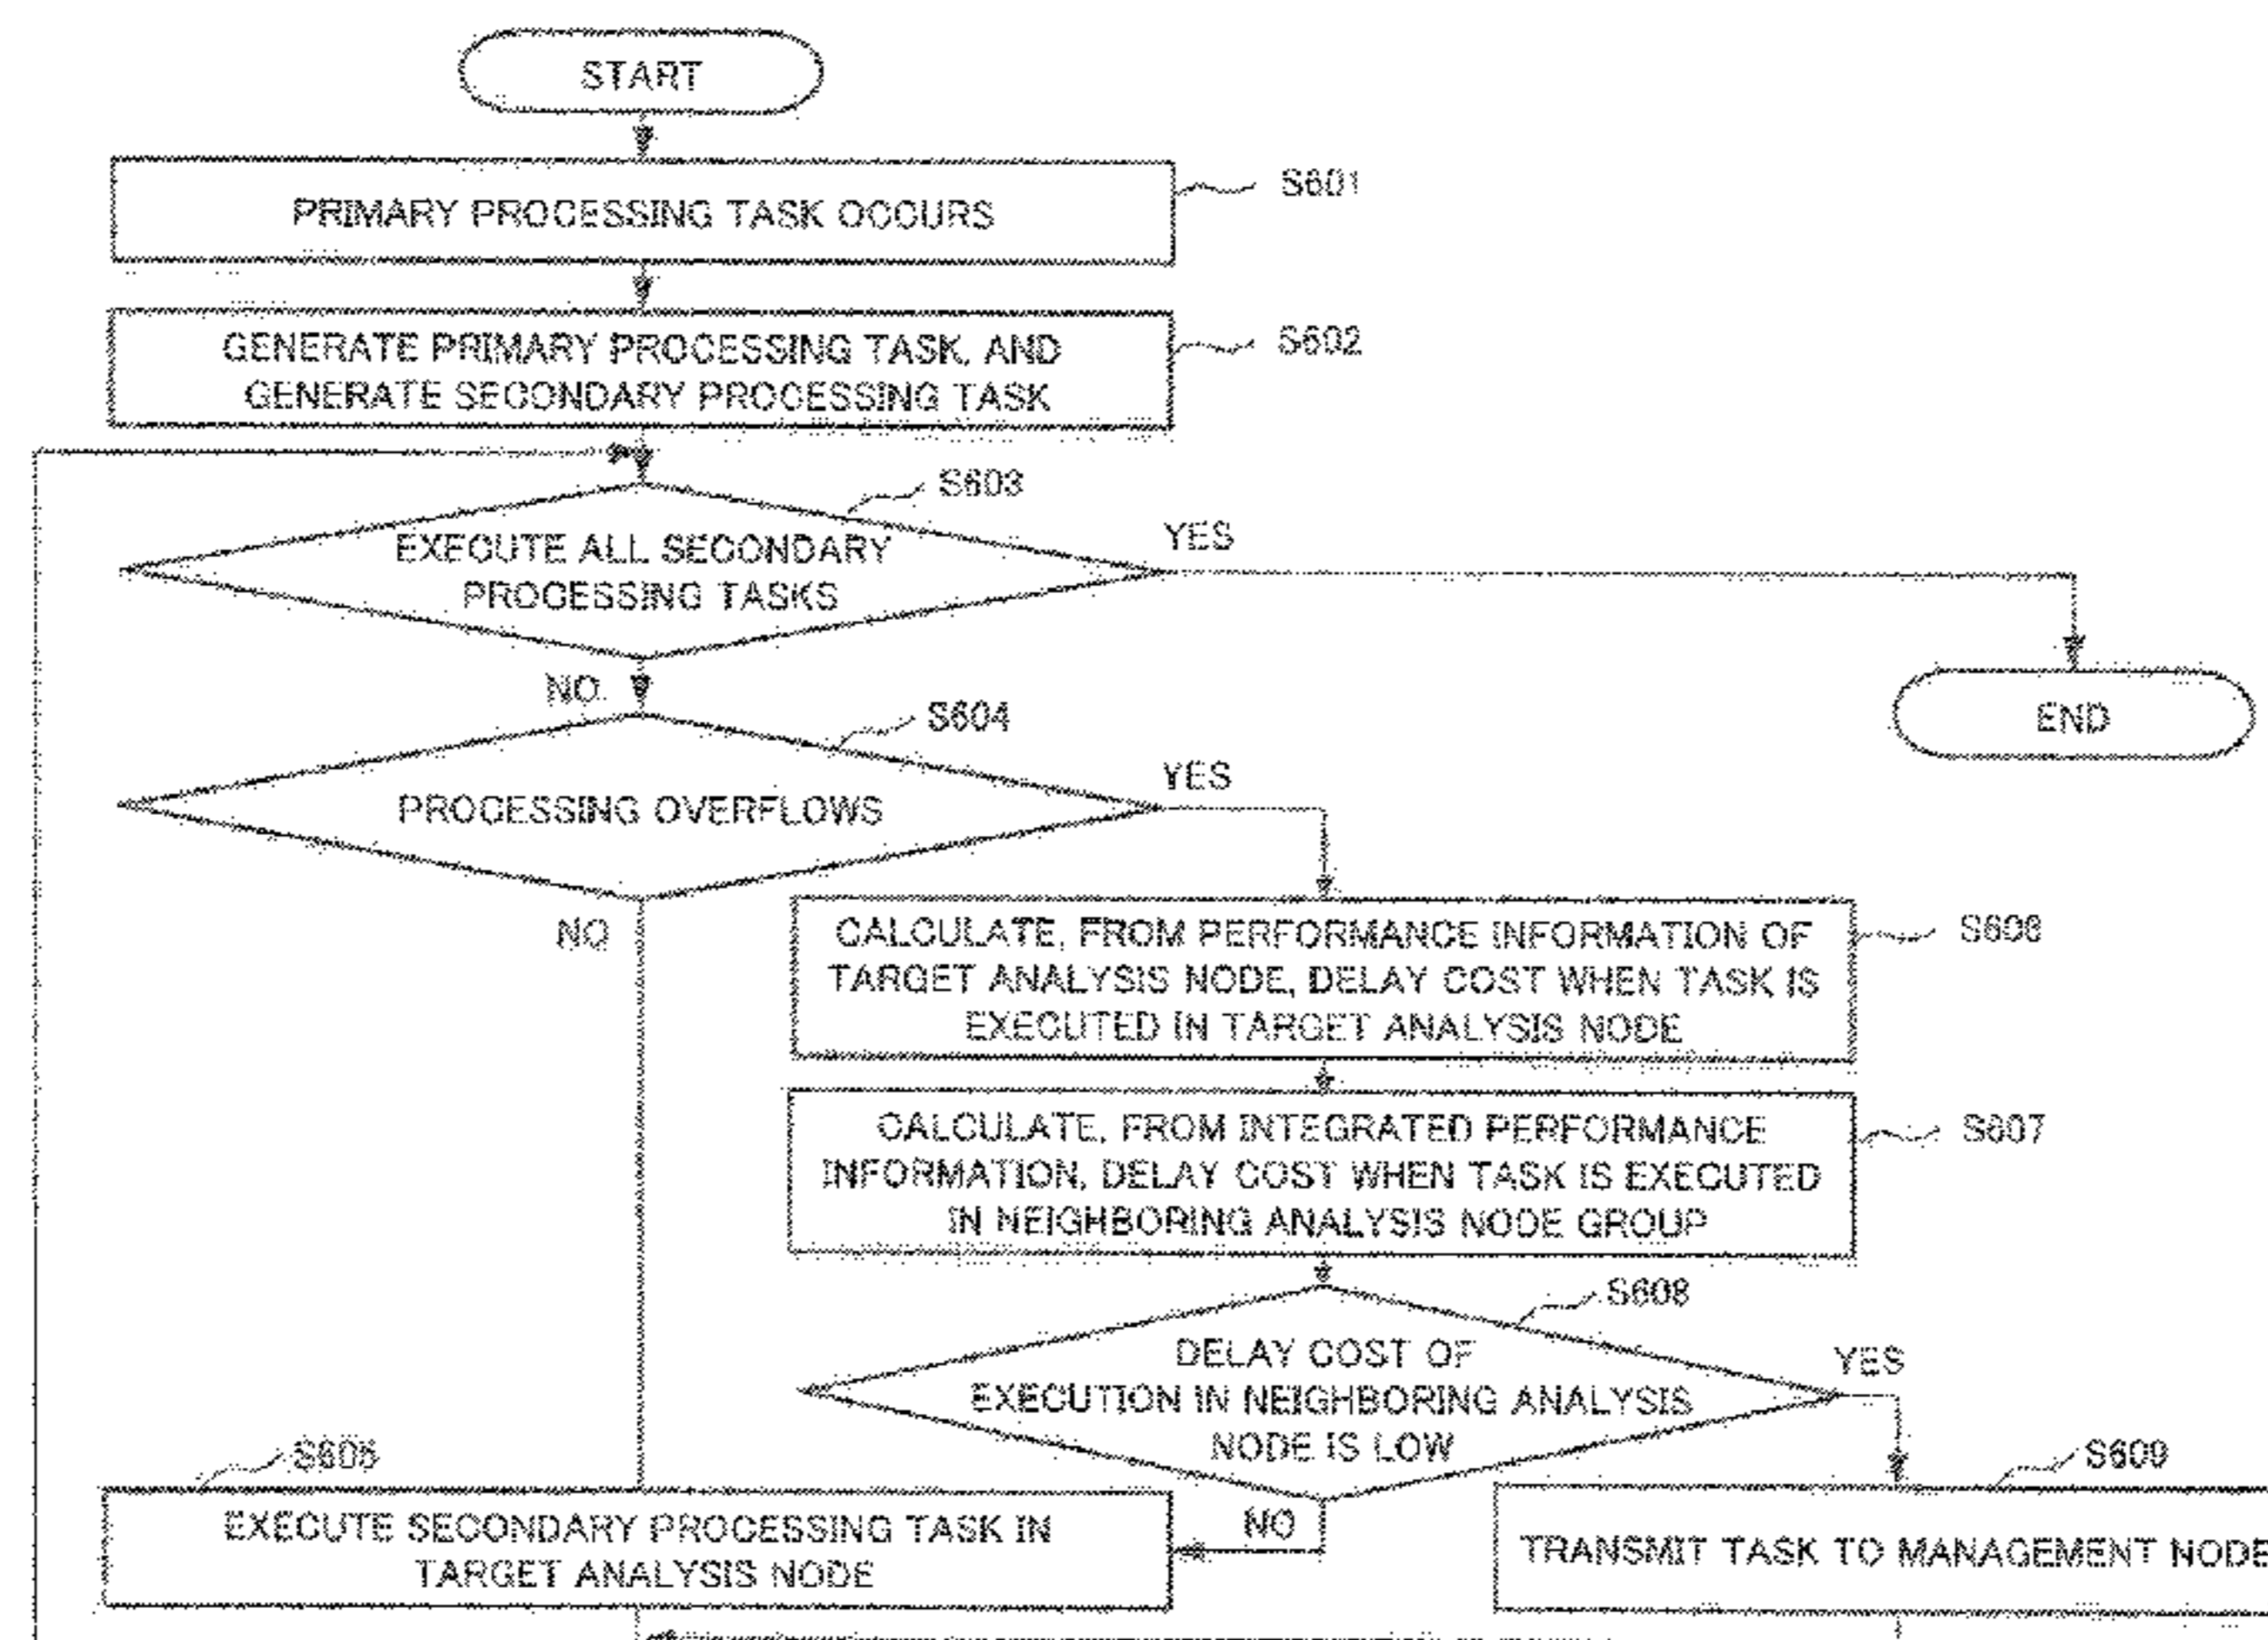 START
PRIMARY PROCESSING TASK OCCURS
S601
GENERATE PRIMARY PROCESSING TASK, AND
GENERATE SECONDARY PROCESSING TASK
S602
S603
EXECUTE ALL SECONDARY
PROCESSING TASKS
YES
NO
END
S604
PROCESSING OVERFLOWS
YES
NO
CALCULATE, FROM PERFORMANCE INFORMATION OF
TARGET ANALYSIS NODE, DELAY COST WHEN TASK IS
EXECUTED IN TARGET ANALYSIS NODE
S606
CALCULATE, FROM INTEGRATED PERFORMANCE
INFORMATION, DELAY COST WHEN TASK IS EXECUTED
IN NEIGHBORING ANALYSIS NODE GROUP
S607
S608
DELAY COST OF
EXECUTION IN NEIGHBORING ANALYSIS
NODE IS LOW
YES
NO
S605
EXECUTE SECONDARY PROCESSING TASK IN
TARGET ANALYSIS NODE
S609
TRANSMIT TASK TO MANAGEMENT NODE